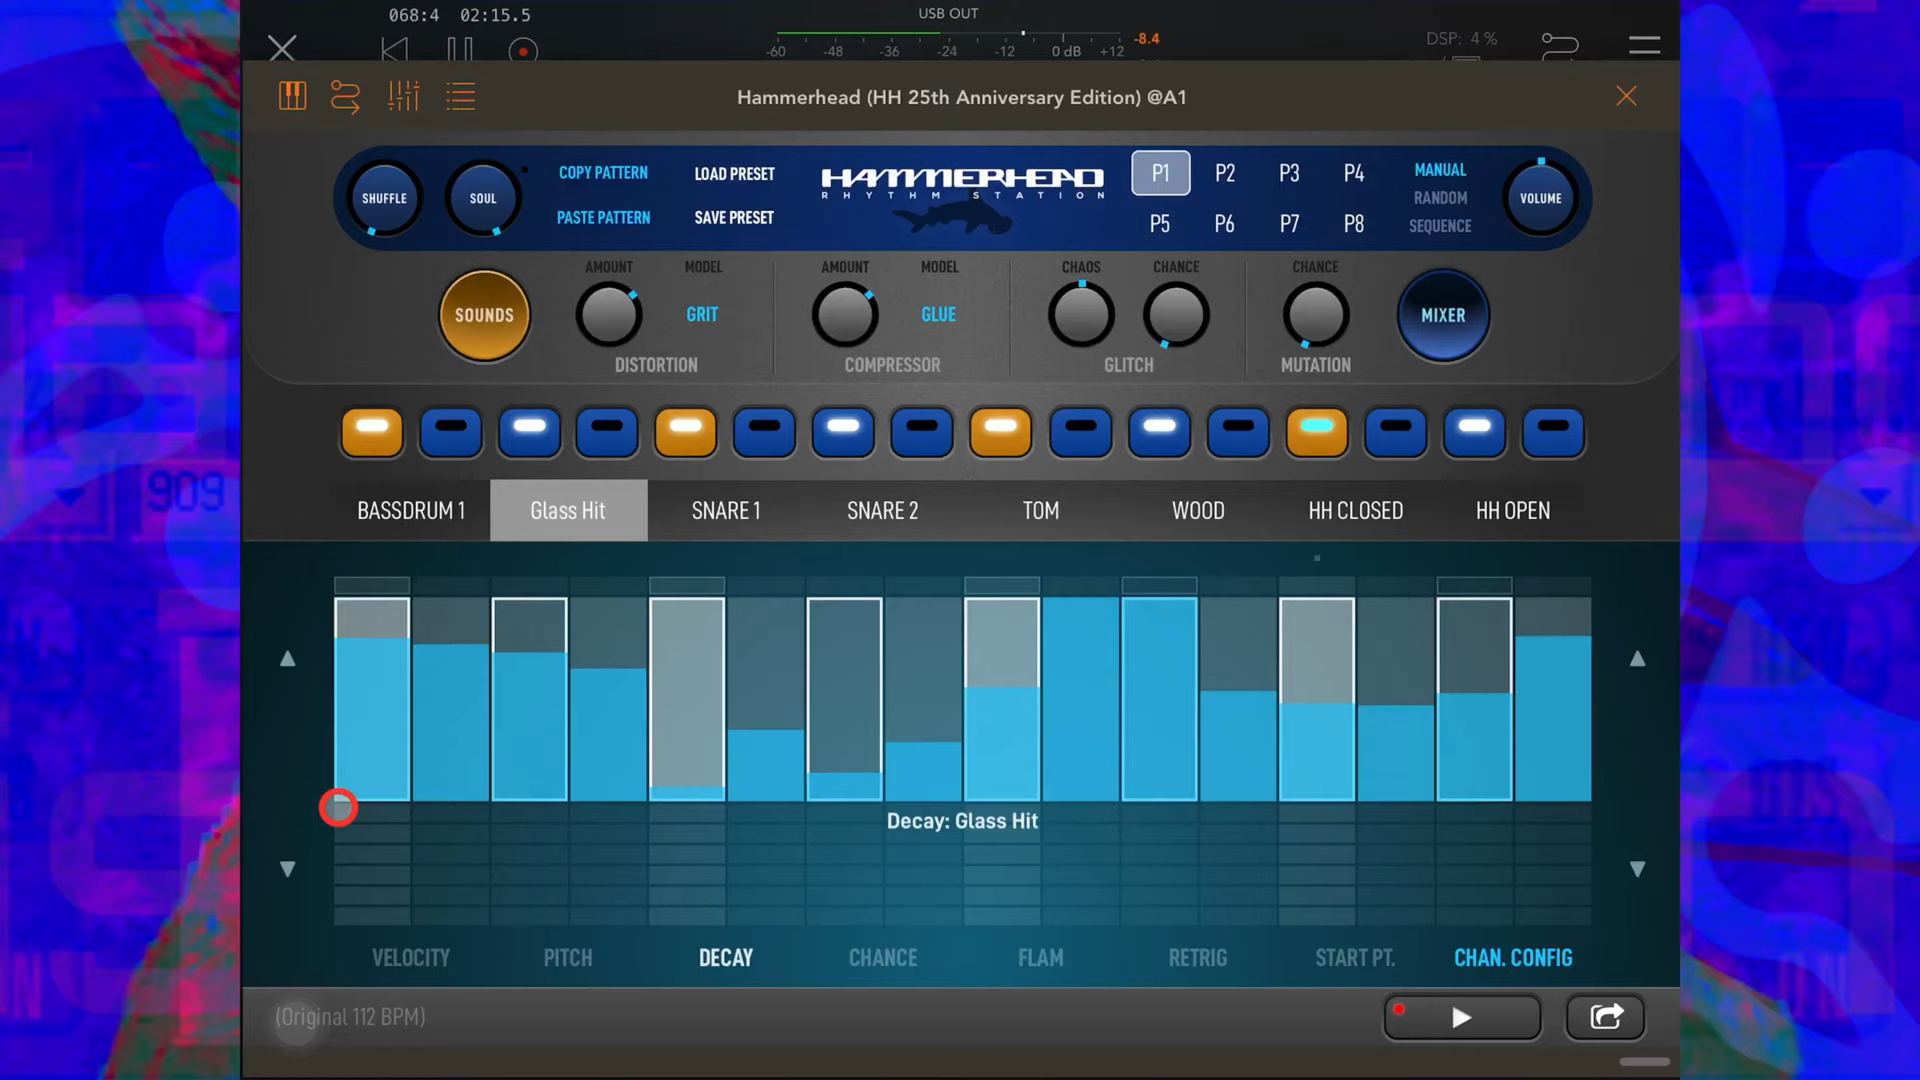 068:4 02:15.5
USB OUT
-60 -48 -36 -24 -12 0 dB +12
-8.4
DSP: 4 %
Hammerhead (HH 25th Anniversary Edition) @A1
SHUFFLE
SOUL
COPY PATTERN
PASTE PATTERN
LOAD PRESET
SAVE PRESET
HAMMERHEAD
RHYTHM STATION
P1 P2 P3 P4
P5 P6 P7 P8
MANUAL
RANDOM
SEQUENCE
VOLUME
AMOUNT MODEL AMOUNT MODEL CHAOS CHANCE CHANCE
SOUNDS GRIT GLUE MIXER
DISTORTION COMPRESSOR GLITCH MUTATION
909
BASSDRUM 1 Glass Hit SNARE 1 SNARE 2 TOM WOOD HH CLOSED HH OPEN
Decay: Glass Hit
VELOCITY PITCH DECAY CHANCE FLAM RETRIG START PT. CHAN. CONFIG
(Original 112 BPM)